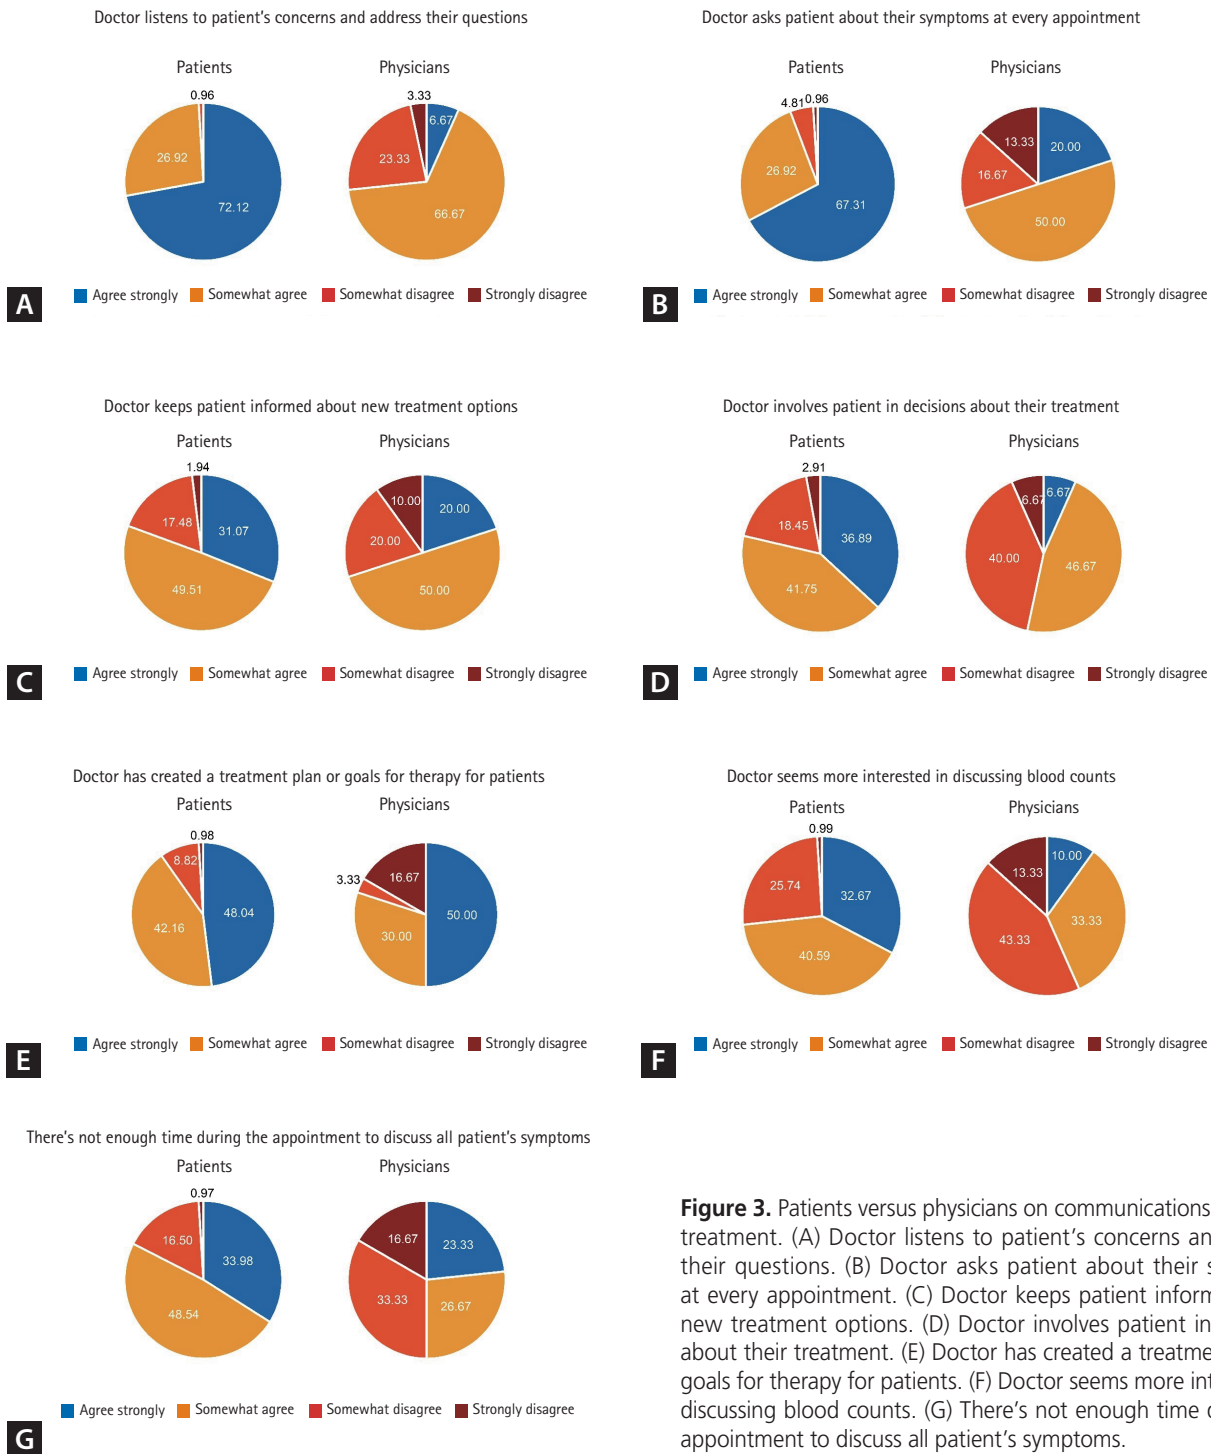 Doctor listens to patient's concerns and address their questions
Patients
Physicians
0.96
26.92
72.12
3.33
6.67
23.33
66.67
A
Agree strongly Somewhat agree Somewhat disagree Strongly disagree
Doctor asks patient about their symptoms at every appointment
Patients
Physicians
4.81
0.96
26.92
67.31
13.33
20.00
16.67
50.00
B
Agree strongly Somewhat agree Somewhat disagree Strongly disagree
Doctor keeps patient informed about new treatment options
Patients
Physicians
1.94
17.48
31.07
49.51
10.00
20.00
20.00
50.00
C
Agree strongly Somewhat agree Somewhat disagree Strongly disagree
Doctor involves patient in decisions about their treatment
Patients
Physicians
2.91
18.45
36.89
41.75
6.67
6.67
40.00
46.67
D
Agree strongly Somewhat agree Somewhat disagree Strongly disagree
Doctor has created a treatment plan or goals for therapy for patients
Patients
Physicians
0.98
8.82
48.04
42.16
16.67
3.33
50.00
30.00
E
Agree strongly Somewhat agree Somewhat disagree Strongly disagree
Doctor seems more interested in discussing blood counts
Patients
Physicians
0.99
25.74
32.67
40.59
10.00
13.33
33.33
43.33
F
Agree strongly Somewhat agree Somewhat disagree Strongly disagree
There's not enough time during the appointment to discuss all patient's symptoms
Patients
Physicians
0.97
16.50
33.98
48.54
16.67
23.33
33.33
26.67
G
Agree strongly Somewhat agree Somewhat disagree Strongly disagree
Figure 3. Patients versus physicians on communications
treatment. (A) Doctor listens to patient's concerns an
their questions. (B) Doctor asks patient about their s
at every appointment. (C) Doctor keeps patient inform
new treatment options. (D) Doctor involves patient in
about their treatment. (E) Doctor has created a treatme
goals for therapy for patients. (F) Doctor seems more int
discussing blood counts. (G) There's not enough time d
appointment to discuss all patient's symptoms.